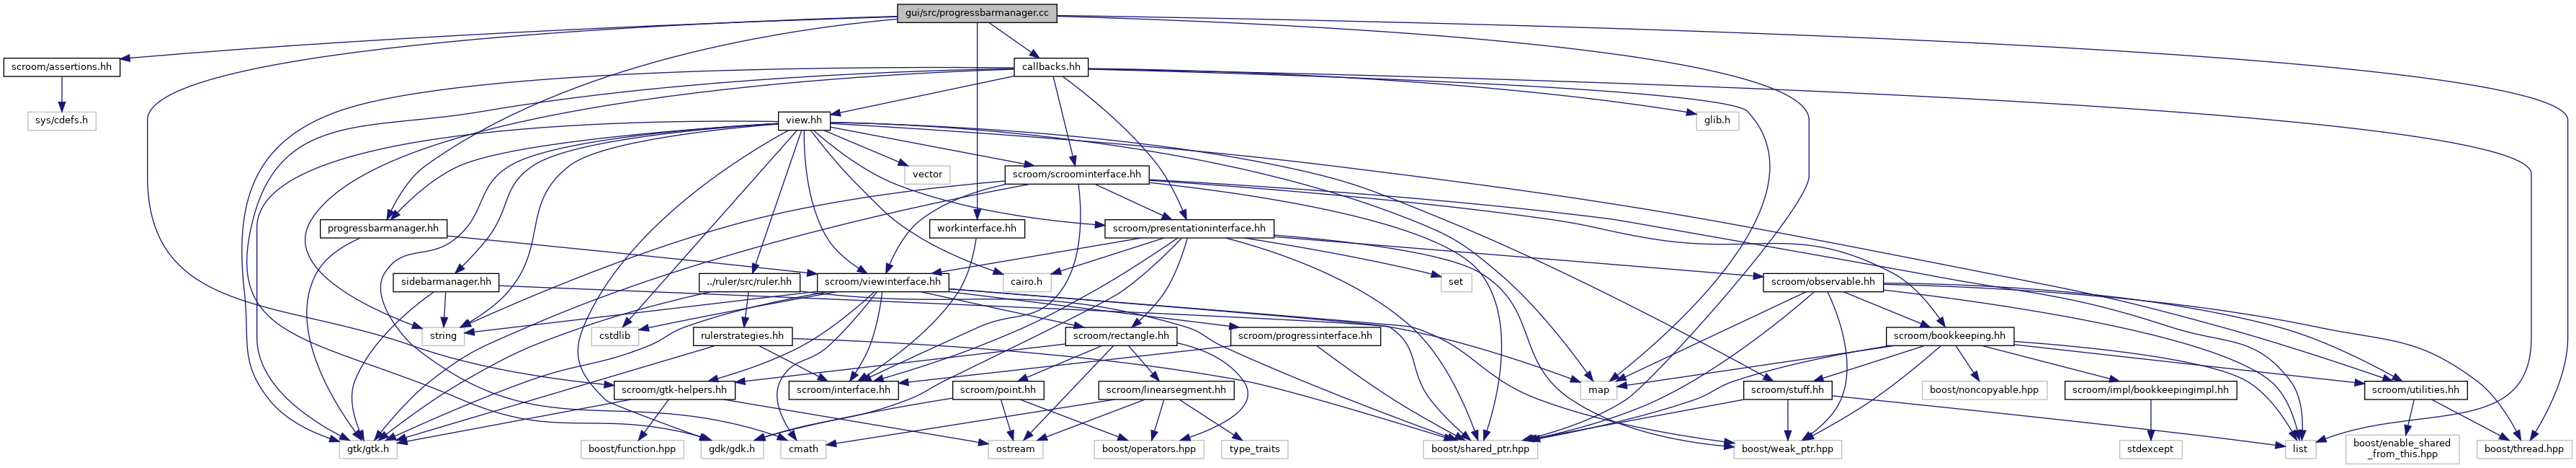 gui/src/progressbarmanager.cc
scroom/assertions.hh
callbacks.hh
sys/cdefs.h
view.hh
glib.h
vector
scroom/scroominterface.hh
progressbarmanager.hh
workinterface.hh
scroom/presentationinterface.hh
sidebarmanager.hh
../ruler/src/ruler.hh
scroom/viewinterface.hh
cairo.h
set
scroom/observable.hh
string
cstdlib
rulerstrategies.hh
scroom/rectangle.hh
scroom/progressinterface.hh
scroom/bookkeeping.hh
scroom/gtk-helpers.hh
scroom/interface.hh
scroom/point.hh
scroom/linearsegment.hh
map
scroom/stuff.hh
boost/noncopyable.hpp
scroom/impl/bookkeepingimpl.hh
scroom/utilities.hh
gtk/gtk.h
boost/function.hpp
gdk/gdk.h
cmath
ostream
boost/operators.hpp
type_traits
boost/shared_ptr.hpp
boost/weak_ptr.hpp
stdexcept
list
boost/enable_shared
_from_this.hpp
boost/thread.hpp